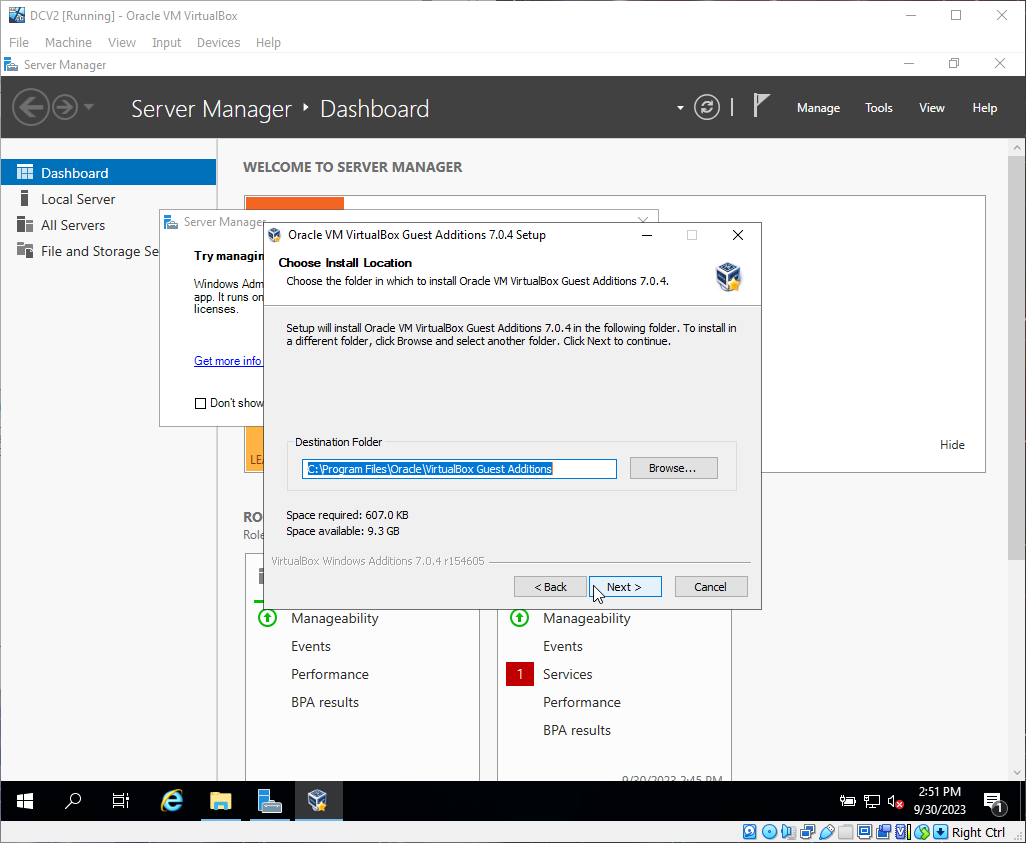 DCV2 [Running] - Oracle VM VirtualBox
File Machine View Input Devices Help
Server Manager
Server Manager Dashboard
Manage Tools View Help
Dashboard
Local Server
All Servers
File and Storage Se
WELCOME TO SERVER MANAGER
Server Manager
Try managin
Windows Adm
app. It runs on
licenses.
Get more info
Don't show
Oracle VM VirtualBox Guest Additions 7.0.4 Setup
Choose Install Location
Choose the folder in which to install Oracle VM VirtualBox Guest Additions 7.0.4.
Setup will install Oracle VM VirtualBox Guest Additions 7.0.4 in the following folder. To install in
a different folder, click Browse and select another folder. Click Next to continue.
Destination Folder
C:\Program Files\Oracle\VirtualBox Guest Additions
Browse...
Space required: 607.0 KB
Space available: 9.3 GB
VirtualBox Windows Additions 7.0.4 r154605
< Back Next > Cancel
Hide
LEA
RO
Role
Manageability
Events
Performance
BPA results
Manageability
Events
1 Services
Performance
BPA results
9/30/2023 2:45 PM
2:51 PM
9/30/2023
1
Right Ctrl